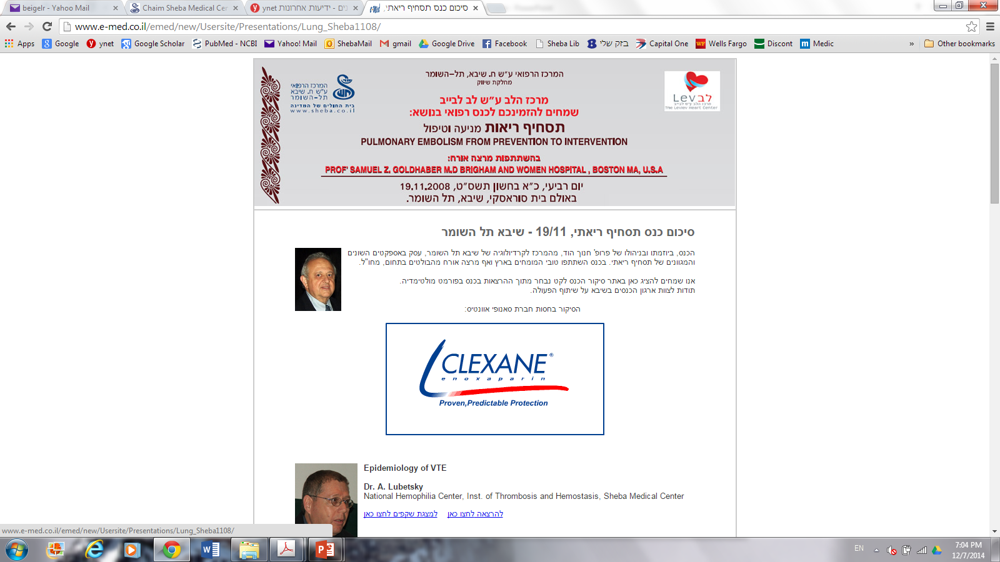 beigelr - Yahoo Mail
Chaim Sheba Medical Cer
ynet ידיעות אחרונות - נים
סיכום כנס תסחיף ריאתי,
www.e-med.co.il/emed/new/Usersite/Presentations/Lung_Sheba1108/
Apps Google ynet Google Scholar PubMed - NCBI Yahoo! Mail ShebaMail gmail Google Drive Facebook Sheba Lib בזק שלי Capital One Wells Fargo Discont Medic » Other bookmarks
המרכז הרפואי ע״ש ח. שיבא, תל-השומר
מחלקת שיווק
המרכז הרפואי
ע״ש ח. שיבא
תל-השומר
בית החולים של המדינה
www.sheba.co.il
Lev לב
מרכז הלב ע״ש לבייב
The Leviev Heart Center
מרכז הלב ע״ש לב לבייב
שמחים להזמינכם לכנס רפואי בנושא:
תסחיף ריאות מניעה וטיפול
PULMONARY EMBOLISM FROM PREVENTION TO INTERVENTION
בהשתתפות מרצה אורח:
PROF' SAMUEL Z. GOLDHABER M.D BRIGHAM AND WOMEN HOSPITAL , BOSTON MA, U.S.A
יום רביעי, כ״א בחשון תשס״ט, 19.11.2008
באולם בית סוראסקי, שיבא, תל השומר.
סיכום כנס תסחיף ריאתי, 19/11 - שיבא תל השומר
הכנס, ביוזמתו ובניהולו של פרופ' חנוך הוד, מהמרכז לקרדיולוגיה של שיבא תל השומר, עסק באספקטים השונים
והמגוונים של תסחיף ריאתי. בכנס השתתפו טובי המומחים בארץ ואף מרצה אורח מהבולטים בתחום, מחו"ל.
אנו שמחים להציג כאן באתר סיקור הכנס לקט נבחר מתוך ההרצאות בכנס בפורמט מולטימדיה.
תודות לצוות ארגון הכנסים בשיבא על שיתוף הפעולה.
הסיקור בחסות חברת סאנופי אוונטיס:
CLEXANE®
enoxaparin
Proven,Predictable Protection
Epidemiology of VTE
Dr. A. Lubetsky
National Hemophilia Center, Inst. of Thrombosis and Hemostasis, Sheba Medical Center
להרצאה לחצו כאן למצגת שקפים לחצו כאן
www.e-med.co.il/emed/new/Usersite/Presentations/Lung_Sheba1108/
EN
7:04 PM
12/7/2014